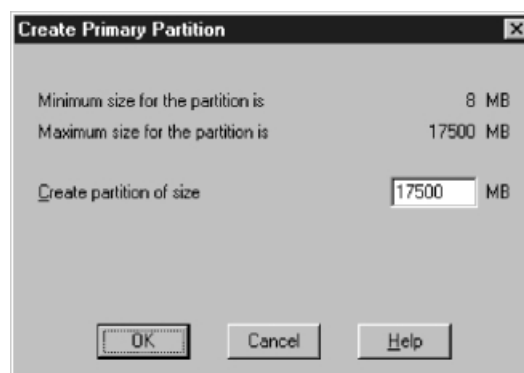 Create Primary Partition
Minimum size for the partition is 8 MB
Maximum size for the partition is 17500 MB
Create partition of size 17500 MB
OK Cancel Help